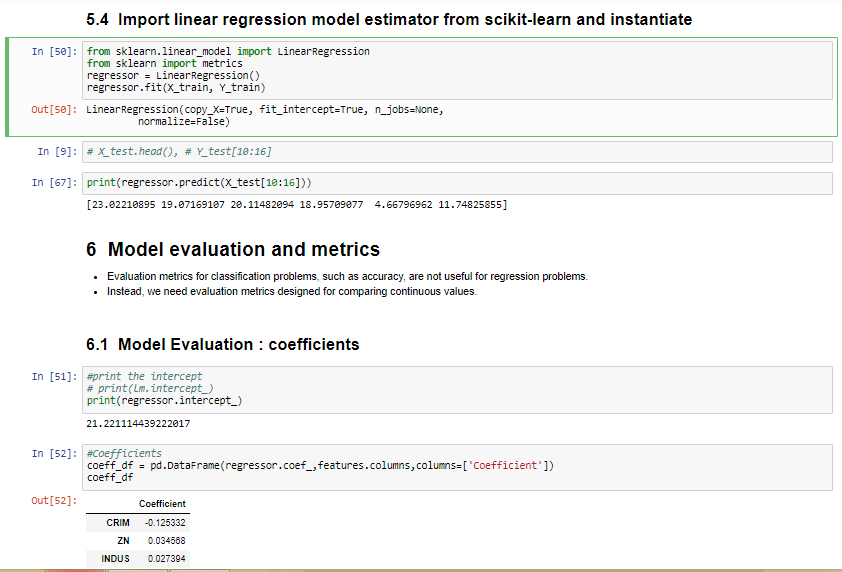 5.4 Import linear regression model estimator from scikit-learn and instantiate
In [50]: from sklearn.linear_model import LinearRegression
from sklearn import metrics
regressor = LinearRegression()
regressor.fit(X_train, Y_train)
Out[50]: LinearRegression(copy_X=True, fit_intercept=True, n_jobs=None,
normalize=False)
In [9]: # X_test.head(), # Y_test[10:16]
In [67]: print(regressor.predict(X_test[10:16]))
[23.02210895 19.07169107 20.11482094 18.95709077 4.66796962 11.74825855]
6 Model evaluation and metrics
• Evaluation metrics for classification problems, such as accuracy, are not useful for regression problems.
• Instead, we need evaluation metrics designed for comparing continuous values.
6.1 Model Evaluation : coefficients
In [51]: #print the intercept
# print(lm.intercept_)
print(regressor.intercept_)
21.221114439222017
In [52]: #Coefficients
coeff_df = pd.DataFrame(regressor.coef_,features.columns,columns=['Coefficient'])
coeff_df
Out[52]:
Coefficient
CRIM -0.125332
ZN 0.034568
INDUS 0.027394